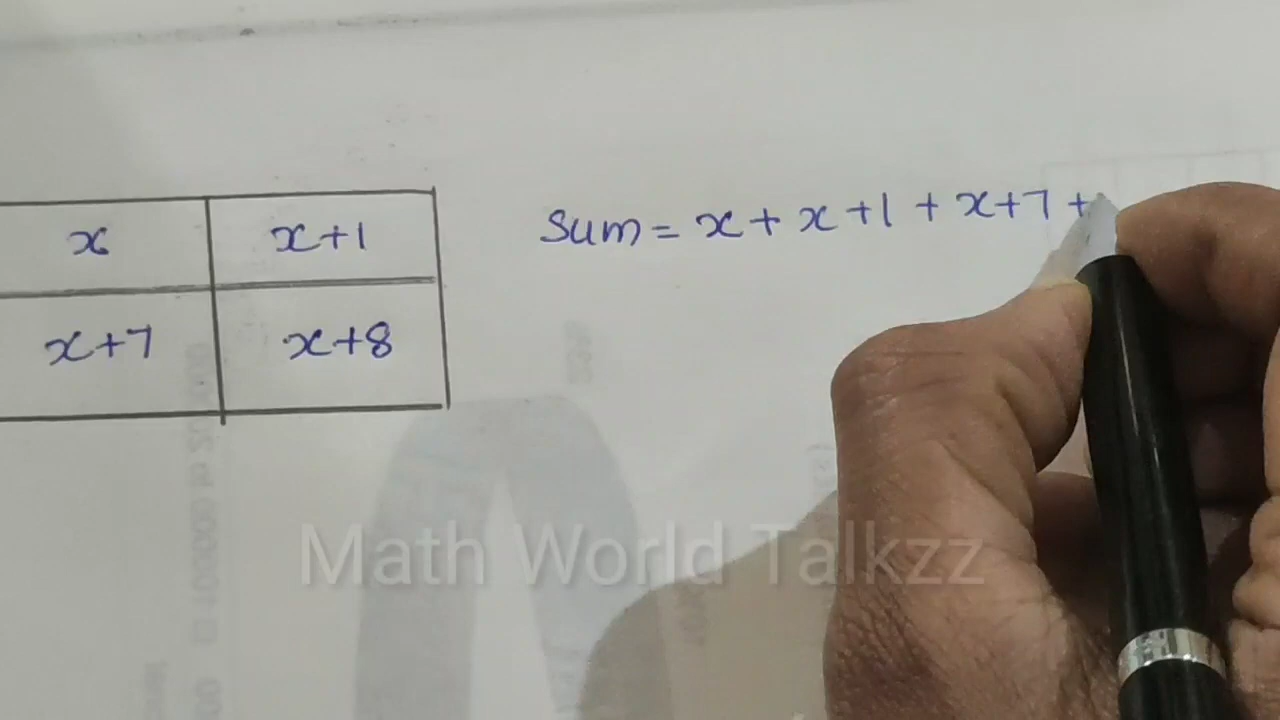 x x+1
x+7 x+8
Sum = x + x +1 + x+7 +
Math World Talkzz